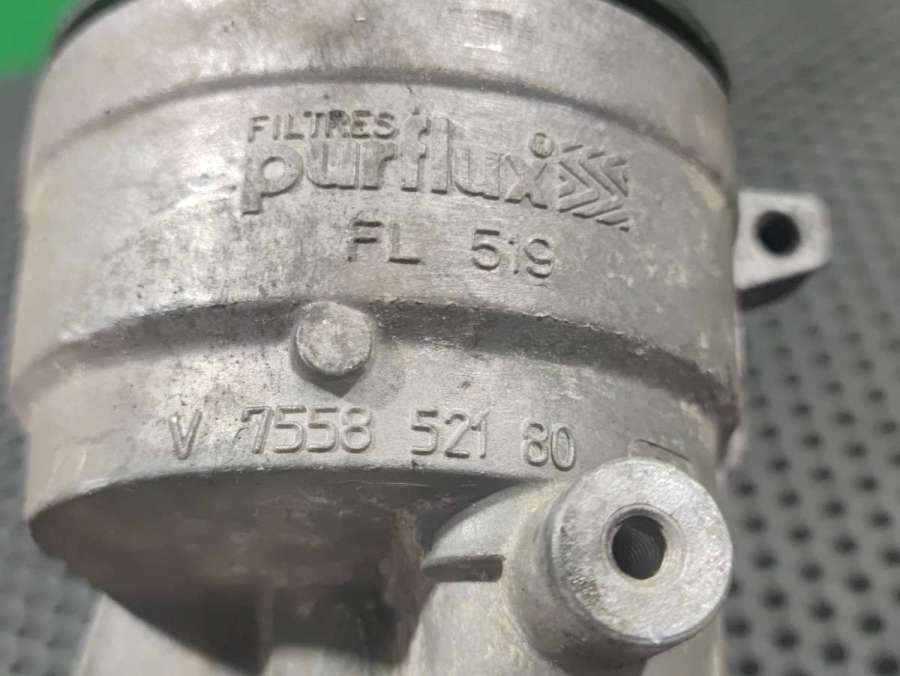 FILTRES
purflux®
FL 519
V 7558 521 80